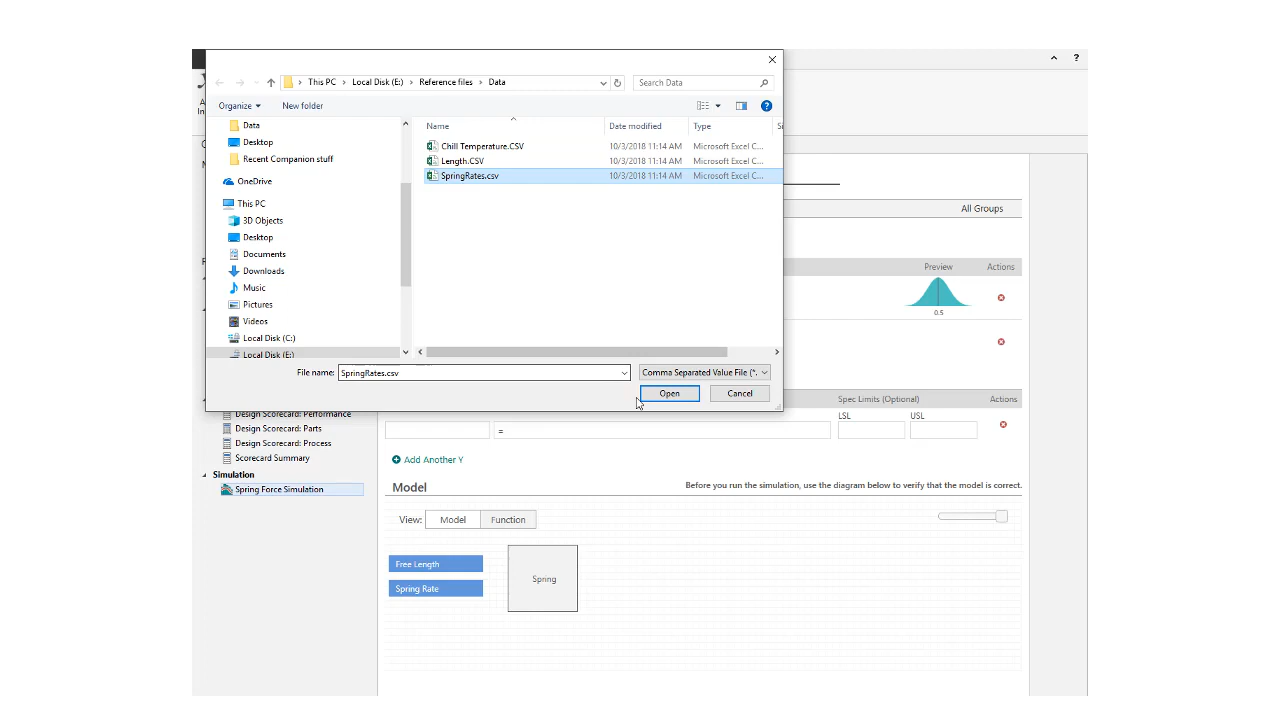 ?
This PC
Local Disk (E:)
Reference files
Data
Search Data
Organize
New folder
Name
Date modified
Type
Data
Desktop
Recent Companion stuff
OneDrive
This PC
3D Objects
Desktop
Documents
Downloads
Music
Pictures
Videos
Local Disk (C:)
Local Disk (E:)
Chill Temperature.CSV 10/3/2018 11:14 AM Microsoft Excel C...
Length.CSV 10/3/2018 11:14 AM Microsoft Excel C...
SpringRates.csv 10/3/2018 11:14 AM Microsoft Excel C...
File name: SpringRates.csv
Comma Separated Value File (*.
Open
Cancel
All Groups
Preview
Actions
0.5
Spec Limits (Optional)
Actions
LSL
USL
=
Design Scorecard: Performance
Design Scorecard: Parts
Design Scorecard: Process
Scorecard Summary
Simulation
Spring Force Simulation
Add Another Y
Model
Before you run the simulation, use the diagram below to verify that the model is correct.
View: Model Function
Free Length
Spring Rate
Spring